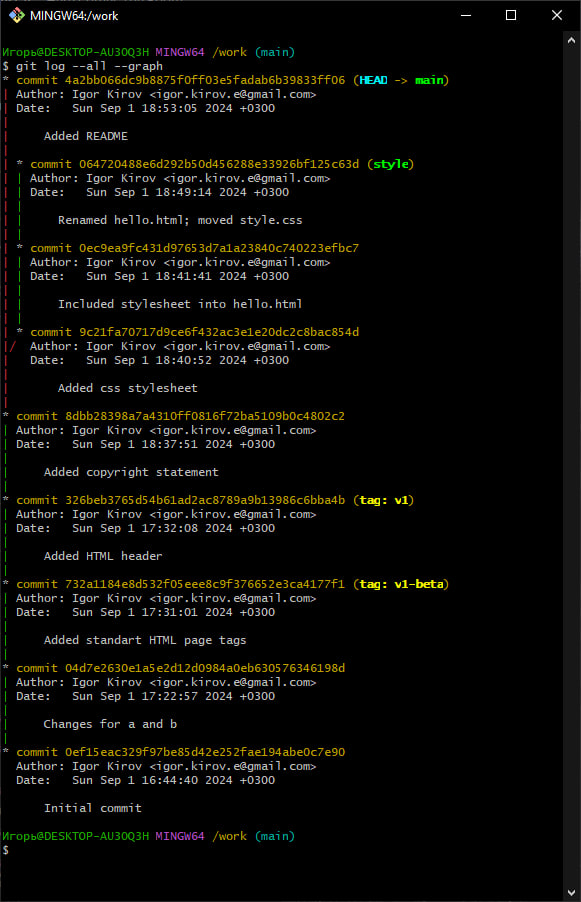 MINGW64:/work
Игорь@DESKTOP-AU3OQ3H MINGW64 /work (main)
$ git log --all --graph
* commit 4a2bb066dc9b8875f0ff03e5fadab6b39833ff06 (HEAD -> main)
| Author: Igor Kirov <igor.kirov.e@gmail.com>
| Date:   Sun Sep 1 18:53:05 2024 +0300
|
|     Added README
|
| * commit 064720488e6d292b50d456288e33926bf125c63d (style)
| | Author: Igor Kirov <igor.kirov.e@gmail.com>
| | Date:   Sun Sep 1 18:49:14 2024 +0300
| |
| |     Renamed hello.html; moved style.css
| |
| * commit 0ec9ea9fc431d97653d7a1a23840c740223efbc7
| | Author: Igor Kirov <igor.kirov.e@gmail.com>
| | Date:   Sun Sep 1 18:41:41 2024 +0300
| |
| |     Included stylesheet into hello.html
| |
| * commit 9c21fa70717d9ce6f432ac3e1e20dc2c8bac854d
|/  Author: Igor Kirov <igor.kirov.e@gmail.com>
|   Date:   Sun Sep 1 18:40:52 2024 +0300
|
|       Added css stylesheet
|
* commit 8dbb28398a7a4310ff0816f72ba5109b0c4802c2
| Author: Igor Kirov <igor.kirov.e@gmail.com>
| Date:   Sun Sep 1 18:37:51 2024 +0300
|
|     Added copyright statement
|
* commit 326beb3765d54b61ad2ac8789a9b13986c6bba4b (tag: v1)
| Author: Igor Kirov <igor.kirov.e@gmail.com>
| Date:   Sun Sep 1 17:32:08 2024 +0300
|
|     Added HTML header
|
* commit 732a1184e8d532f05eee8c9f376652e3ca4177f1 (tag: v1-beta)
| Author: Igor Kirov <igor.kirov.e@gmail.com>
| Date:   Sun Sep 1 17:31:01 2024 +0300
|
|     Added standart HTML page tags
|
* commit 04d7e2630e1a5e2d12d0984a0eb630576346198d
| Author: Igor Kirov <igor.kirov.e@gmail.com>
| Date:   Sun Sep 1 17:22:57 2024 +0300
|
|     Changes for a and b
|
* commit 0ef15eac329f97be85d42e252fae194abe0c7e90
  Author: Igor Kirov <igor.kirov.e@gmail.com>
  Date:   Sun Sep 1 16:44:40 2024 +0300

      Initial commit

Игорь@DESKTOP-AU3OQ3H MINGW64 /work (main)
$